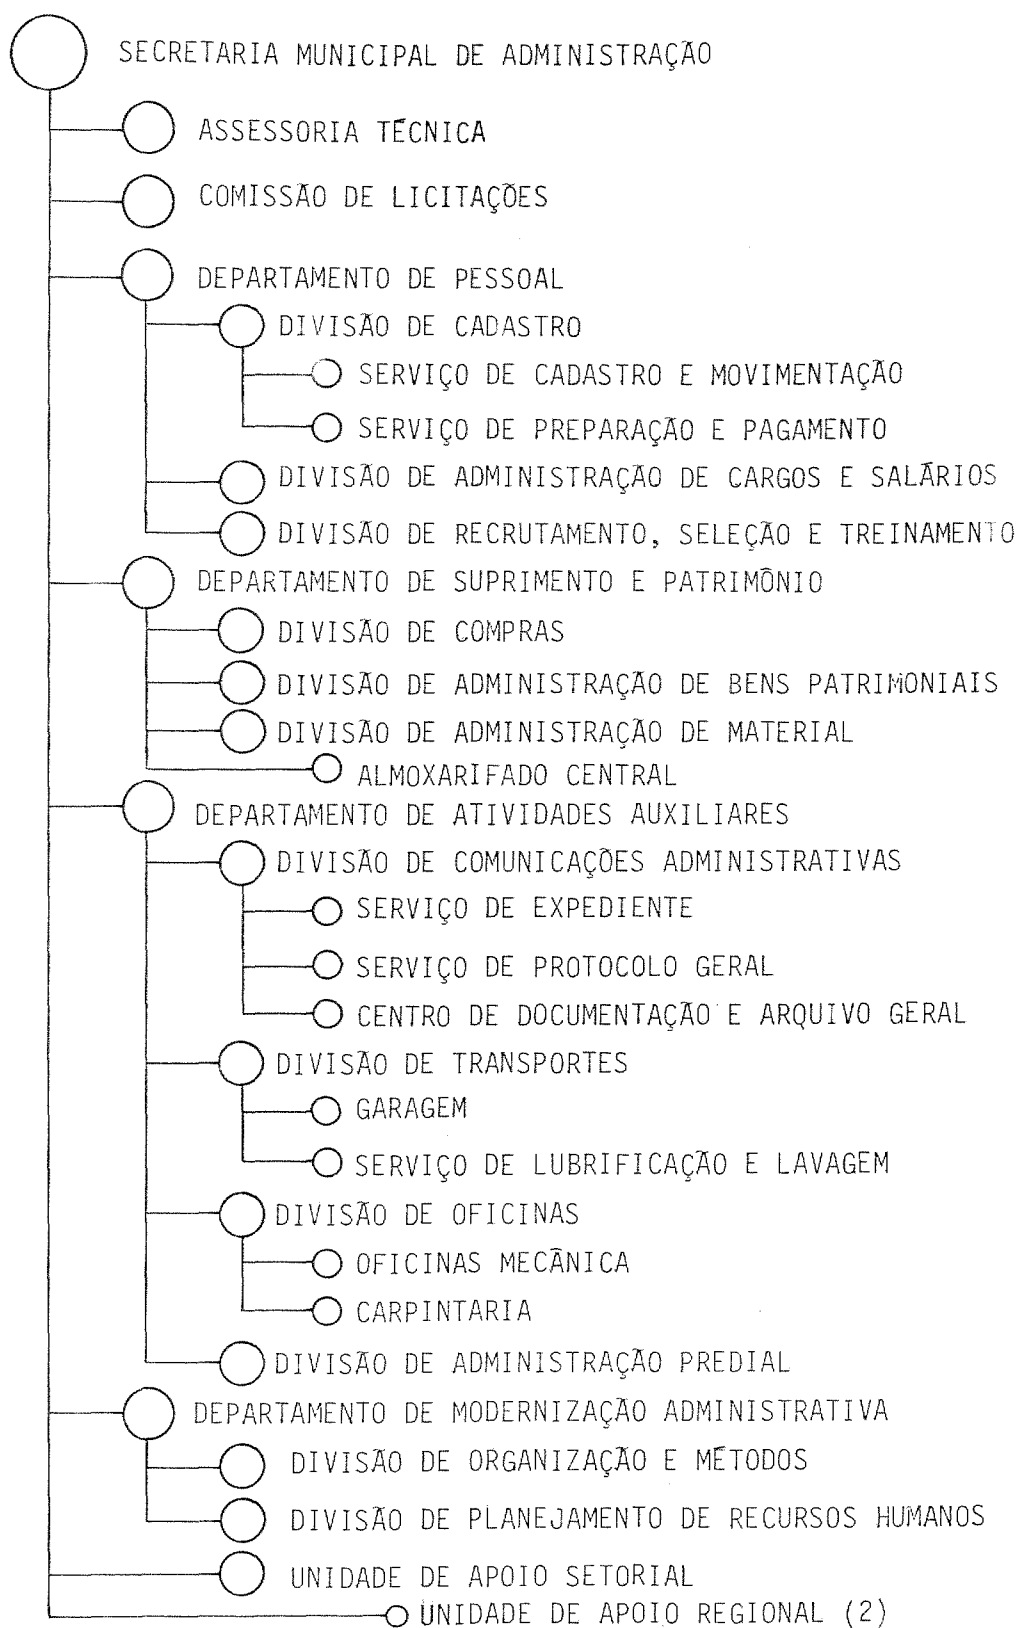 SECRETARIA MUNICIPAL DE ADMINISTRAÇÃO
ASSESSORIA TÉCNICA
COMISSÃO DE LICITAÇÕES
DEPARTAMENTO DE PESSOAL
DIVISÃO DE CADASTRO
SERVIÇO DE CADASTRO E MOVIMENTAÇÃO
SERVIÇO DE PREPARAÇÃO E PAGAMENTO
DIVISÃO DE ADMINISTRAÇÃO DE CARGOS E SALÁRIOS
DIVISÃO DE RECRUTAMENTO, SELEÇÃO E TREINAMENTO
DEPARTAMENTO DE SUPRIMENTO E PATRIMÔNIO
DIVISÃO DE COMPRAS
DIVISÃO DE ADMINISTRAÇÃO DE BENS PATRIMONIAIS
DIVISÃO DE ADMINISTRAÇÃO DE MATERIAL
ALMOXARIFADO CENTRAL
DEPARTAMENTO DE ATIVIDADES AUXILIARES
DIVISÃO DE COMUNICAÇÕES ADMINISTRATIVAS
SERVIÇO DE EXPEDIENTE
SERVIÇO DE PROTOCOLO GERAL
CENTRO DE DOCUMENTAÇÃO E ARQUIVO GERAL
DIVISÃO DE TRANSPORTES
GARAGEM
SERVIÇO DE LUBRIFICAÇÃO E LAVAGEM
DIVISÃO DE OFICINAS
OFICINAS MECÂNICA
CARPINTARIA
DIVISÃO DE ADMINISTRAÇÃO PREDIAL
DEPARTAMENTO DE MODERNIZAÇÃO ADMINISTRATIVA
DIVISÃO DE ORGANIZAÇÃO E MÉTODOS
DIVISÃO DE PLANEJAMENTO DE RECURSOS HUMANOS
UNIDADE DE APOIO SETORIAL
UNIDADE DE APOIO REGIONAL (2)